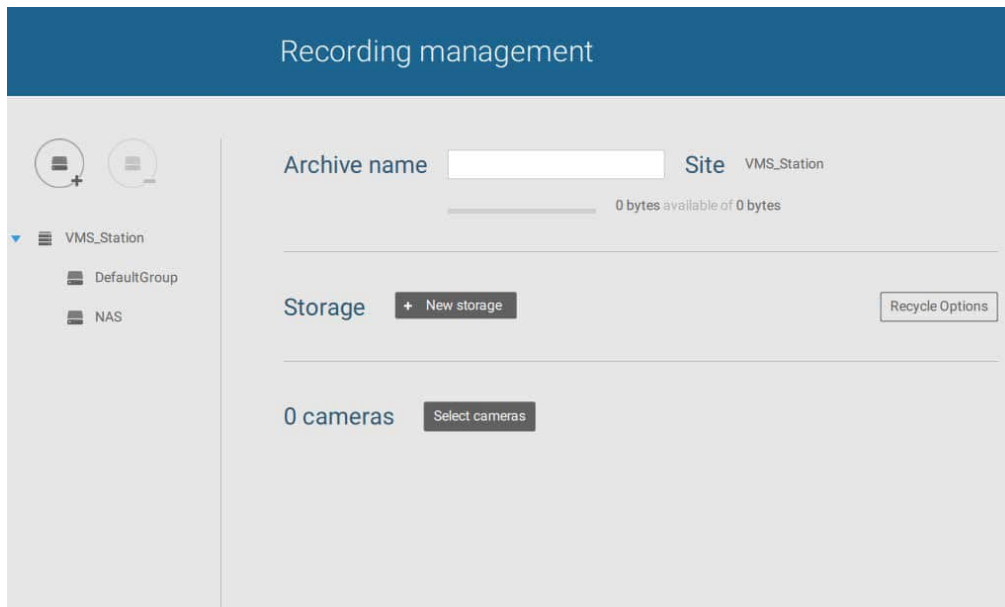 Recording management
Archive name
Site VMS_Station
0 bytes available of 0 bytes
VMS_Station
DefaultGroup
NAS
Storage
+ New storage
Recycle Options
0 cameras
Select cameras